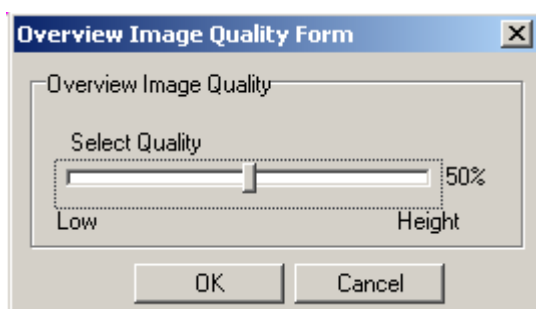 Overview Image Quality Form
Overview Image Quality
Select Quality
50%
Low Height
OK Cancel